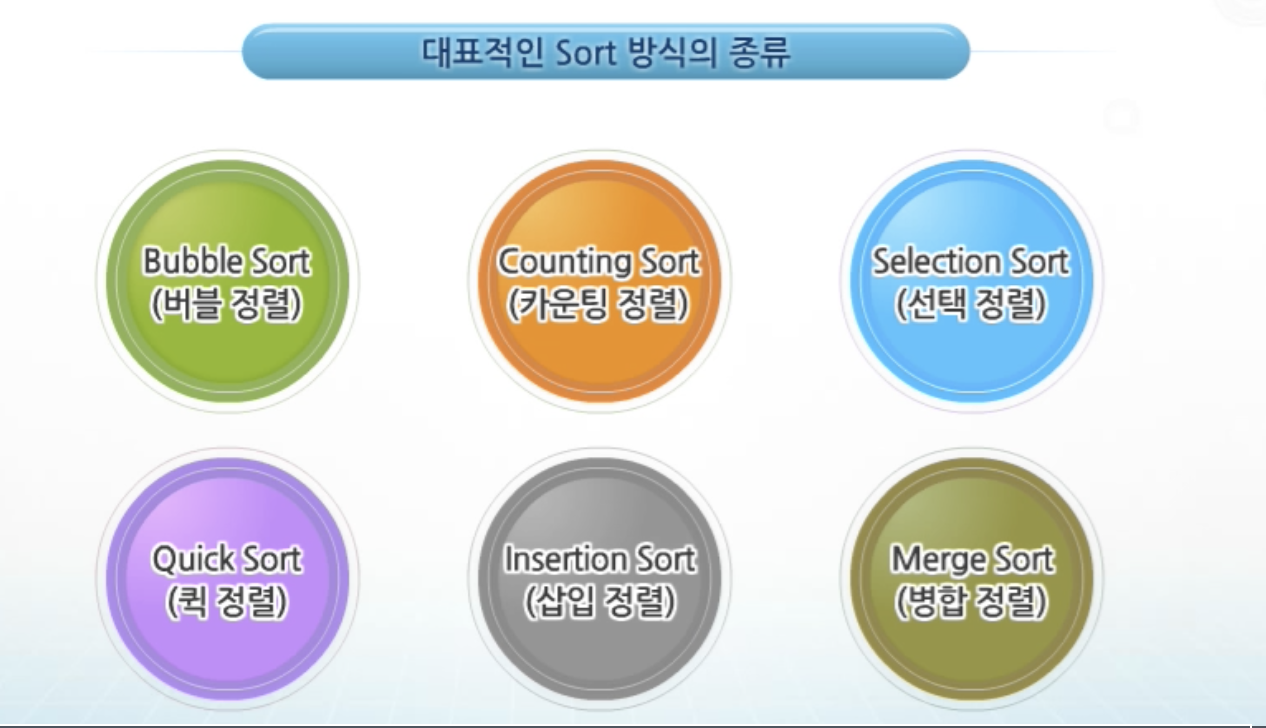 대표적인 Sort 방식의 종류
Bubble Sort
(버블 정렬)
Counting Sort
(카운팅 정렬)
Selection Sort
(선택 정렬)
Quick Sort
(퀵 정렬)
Insertion Sort
(삽입 정렬)
Merge Sort
(병합 정렬)